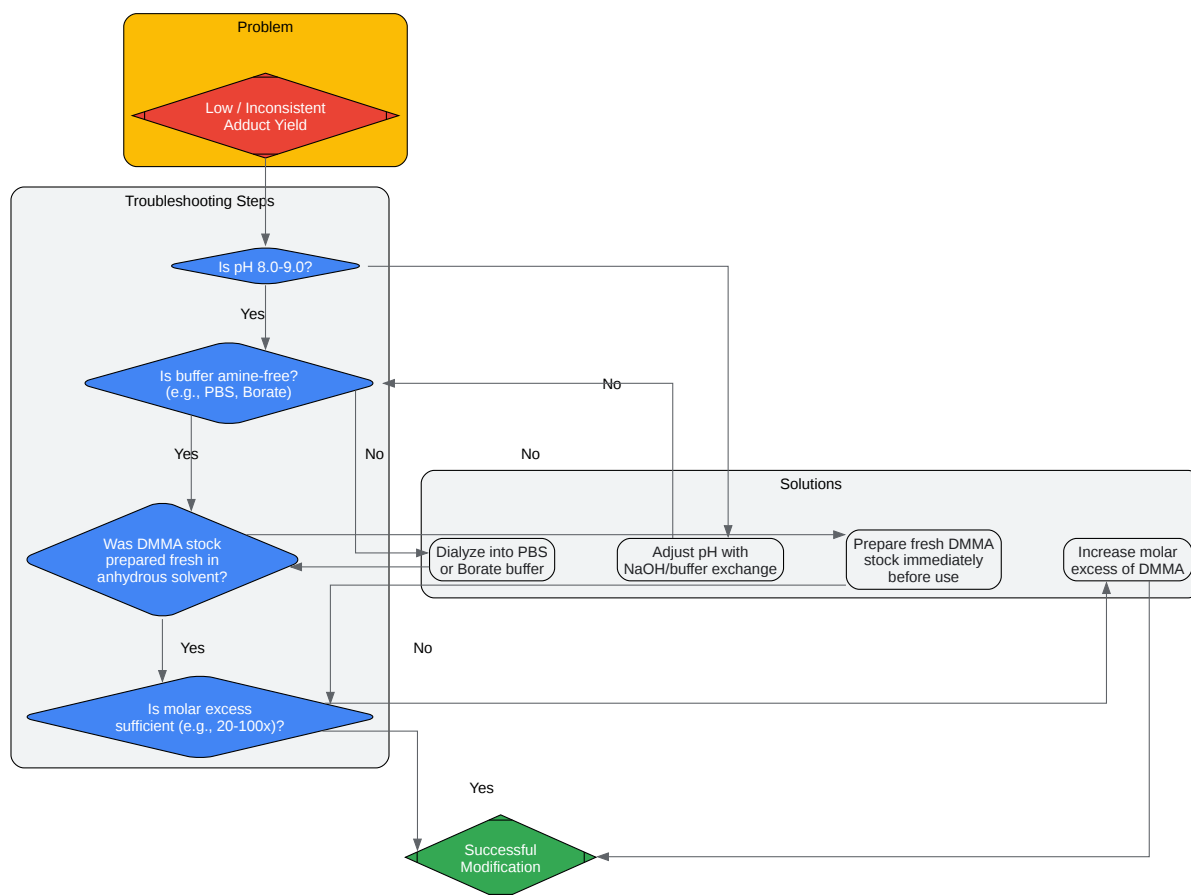 Problem
Low / Inconsistent
Adduct Yield
Troubleshooting Steps
Is pH 8.0-9.0?
Yes
Is buffer amine-free?
(e.g., PBS, Borate)
No
Yes
No
No
Solutions
Was DMMA stock
prepared fresh in
anhydrous solvent?
Dialyze into PBS
or Borate buffer
Adjust pH with
NaOH/buffer exchange
Prepare fresh DMMA
stock immediately
before use
Increase molar
excess of DMMA
Yes
No
Is molar excess
sufficient (e.g., 20-100x)?
Yes
Successful
Modification